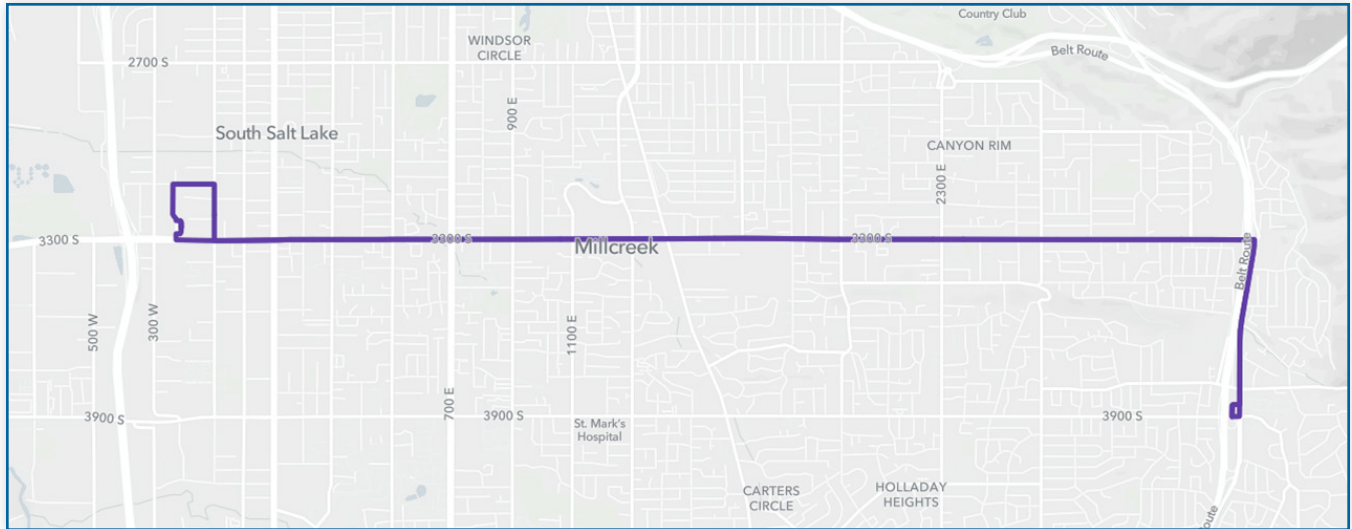 Country Club
WINDSOR
CIRCLE
Belt Route
2700 S
900 E
South Salt Lake
CANYON RIM
2300 E
3300 S
3300 S
3300 S
Millcreek
Belt Route
500 W
300 W
1100 E
700 E
3900 S
3900 S
3900 S
St. Mark's
Hospital
CARTERS
CIRCLE
HOLLADAY
HEIGHTS
oute